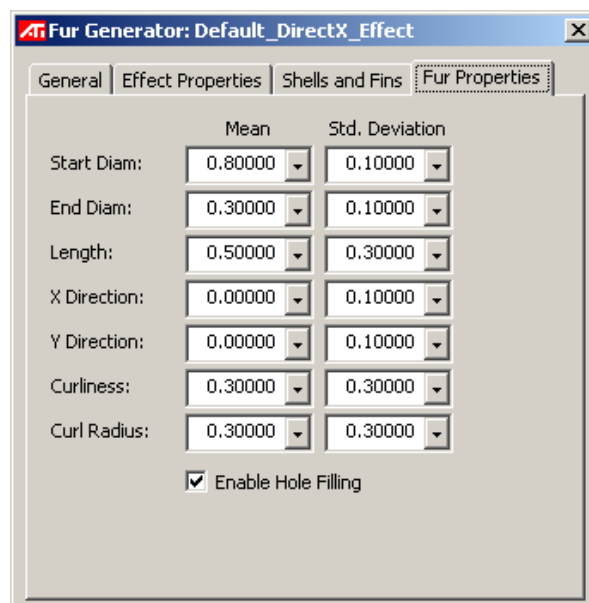 ATI Fur Generator: Default_DirectX_Effect
General Effect Properties Shells and Fins Fur Properties
Mean Std. Deviation
Start Diam: 0.80000 0.10000
End Diam: 0.30000 0.10000
Length: 0.50000 0.30000
X Direction: 0.00000 0.10000
Y Direction: 0.00000 0.10000
Curliness: 0.30000 0.30000
Curl Radius: 0.30000 0.30000
Enable Hole Filling